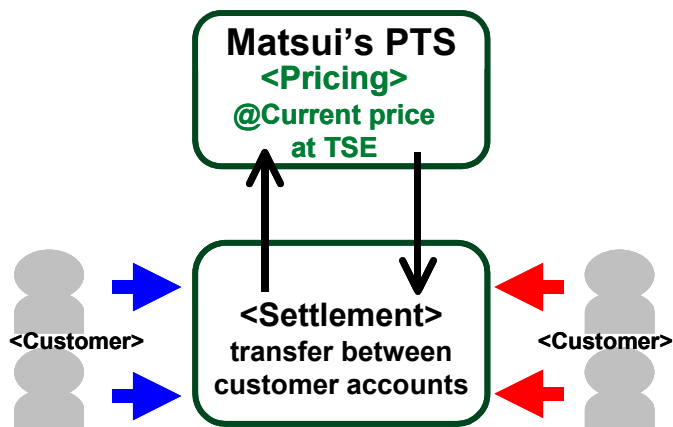 Matsui's PTS
<Pricing>
@Current price
at TSE
<Settlement>
transfer between
customer accounts
<Customer>
<Customer>